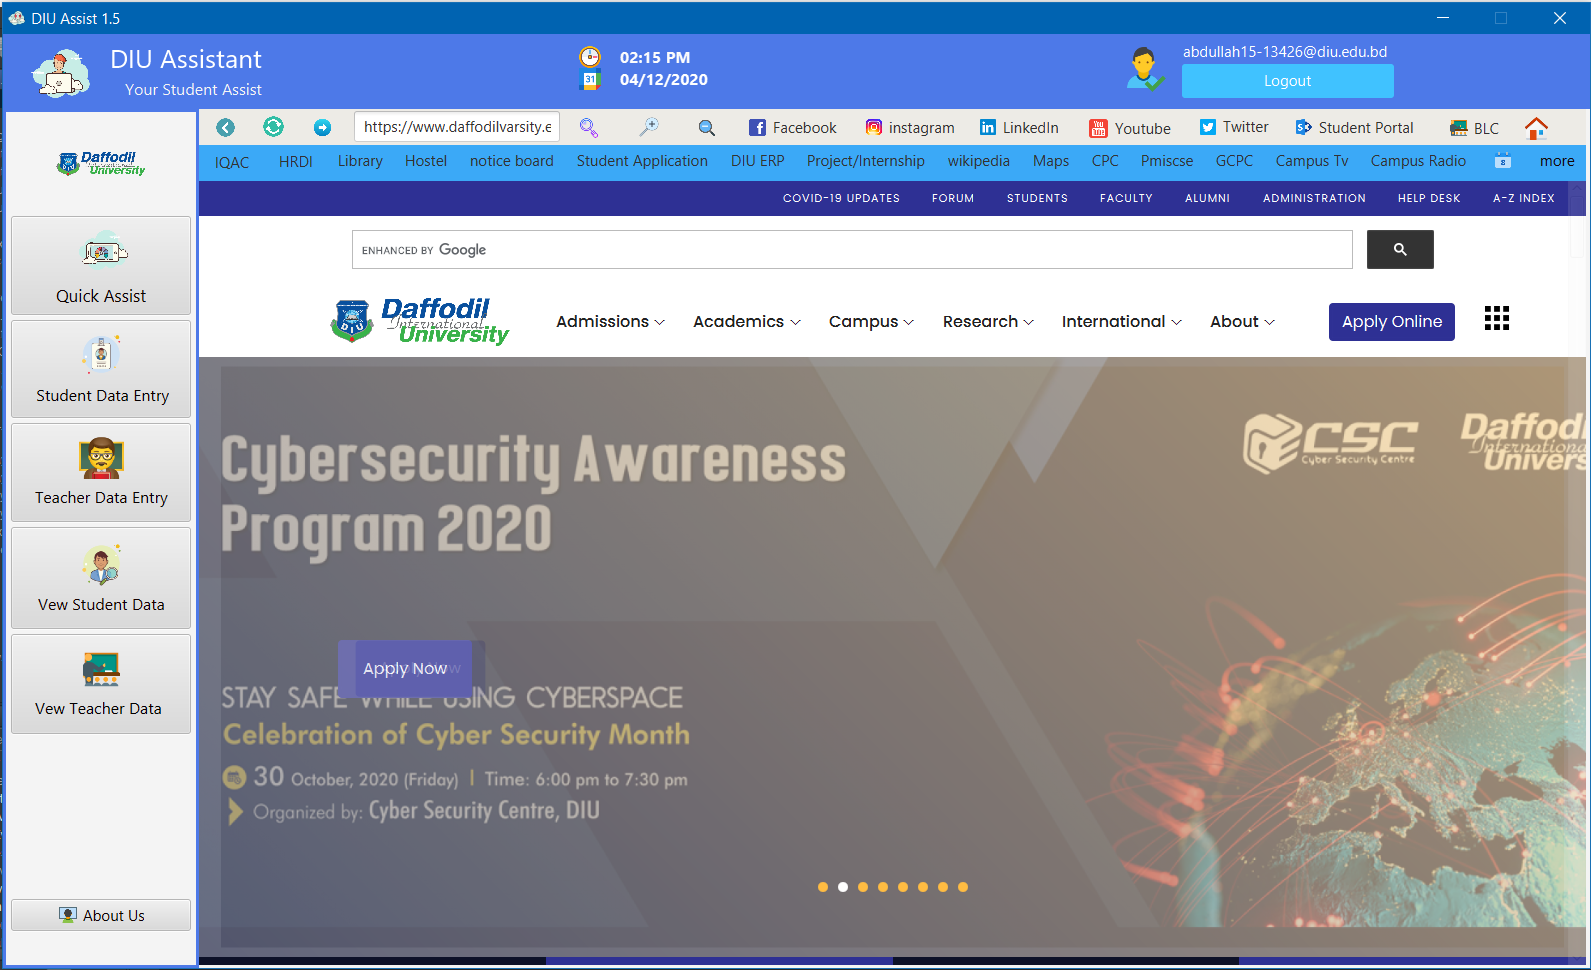 DIU Assist 1.5
DIU Assistant
Your Student Assist
02:15 PM
04/12/2020
abdullah15-13426@diu.edu.bd
Logout
https://www.daffodilvarsity.e
Facebook
instagram
LinkedIn
Youtube
Twitter
Student Portal
BLC
IQAC HRDI Library Hostel notice board Student Application DIU ERP Project/Internship wikipedia Maps CPC Pmiscse GCPC Campus Tv Campus Radio more
COVID-19 UPDATES FORUM STUDENTS FACULTY ALUMNI ADMINISTRATION HELP DESK A-Z INDEX
Daffodil
International
University
Quick Assist
Student Data Entry
Teacher Data Entry
Vew Student Data
Vew Teacher Data
About Us
ENHANCED BY Google
DIU
Daffodil
International
University
Admissions Academics Campus Research International About Apply Online
Cybersecurity Awareness
Program 2020
CSC
Cyber Security Centre
Daffodi
International
Univers
Apply Now
STAY SAFE WHILE USING CYBERSPACE
Celebration of Cyber Security Month
30 October, 2020 (Friday) | Time: 6:00 pm to 7:30 pm
Organized by: Cyber Security Centre, DIU